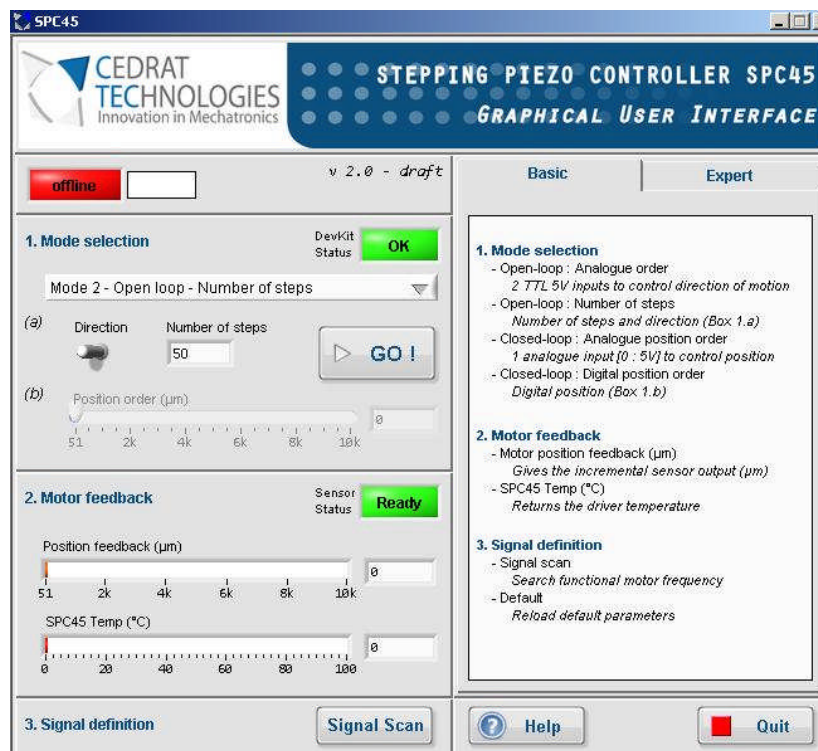 SPC45
CEDRAT
TECHNOLOGIES
Innovation in Mechatronics
STEPPING PIEZO CONTROLLER SPC45
GRAPHICAL USER INTERFACE
offline
v 2.0 - draft
1. Mode selection
DevKit
Status
OK
Mode 2 - Open loop - Number of steps
(a)
Direction
Number of steps
50
GO !
(b)
Position order (µm)
0
51 2k 4k 6k 8k 10k
2. Motor feedback
Sensor
Status
Ready
Position feedback (µm)
0
51 2k 4k 6k 8k 10k
SPC45 Temp (°C)
0
0 20 40 60 80 100
3. Signal definition
Signal Scan
Basic
Expert
1. Mode selection
- Open-loop : Analogue order
2 TTL 5V inputs to control direction of motion
- Open-loop : Number of steps
Number of steps and direction (Box 1.a)
- Closed-loop : Analogue position order
1 analogue input [0 : 5V] to control position
- Closed-loop : Digital position order
Digital position (Box 1.b)
2. Motor feedback
- Motor position feedback (µm)
Gives the incremental sensor output (µm)
- SPC45 Temp (°C)
Returns the driver temperature
3. Signal definition
- Signal scan
Search functional motor frequency
- Default
Reload default parameters
Help
Quit